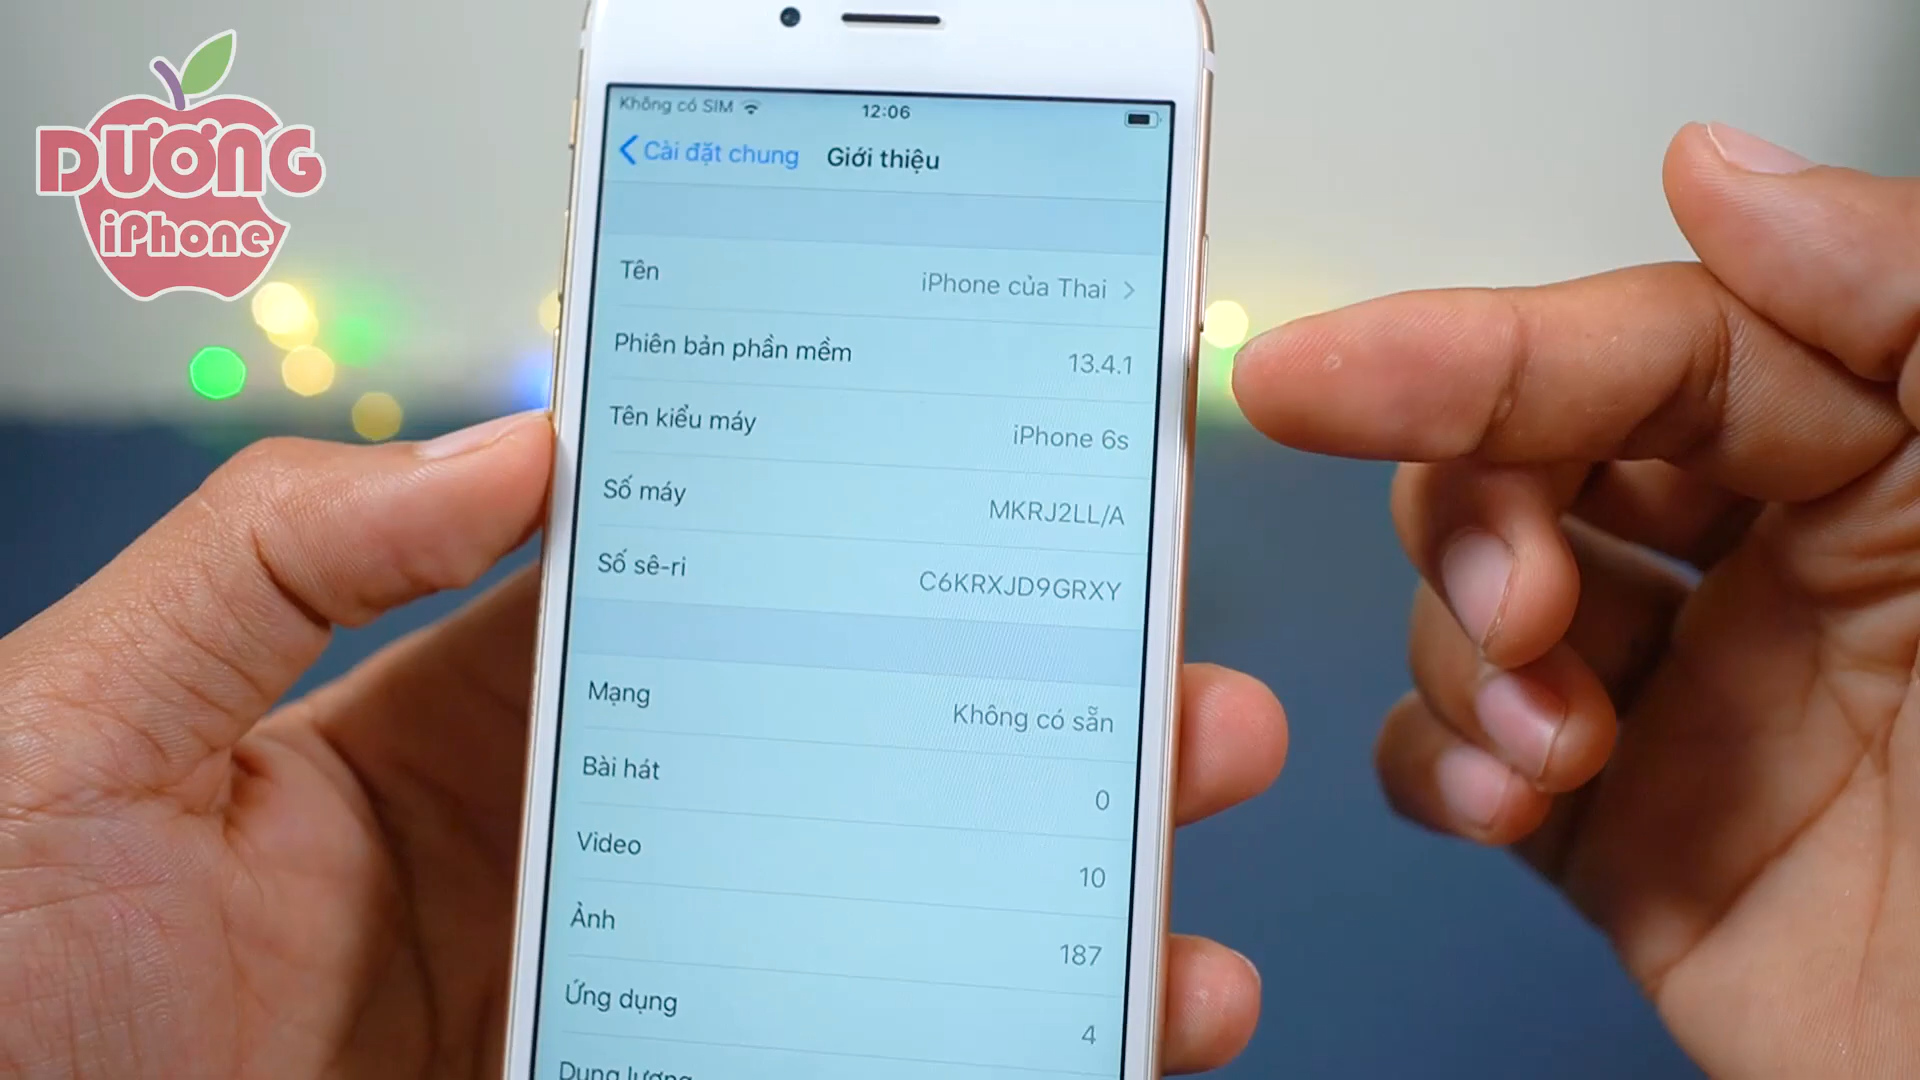 DƯƠNG
iPhone
Không có SIM
12:06
Cài đặt chung
Giới thiệu
Tên
iPhone của Thai
Phiên bản phần mềm
13.4.1
Tên kiểu máy
iPhone 6s
Số máy
MKRJ2LL/A
Số sê-ri
C6KRXJD9GRXY
Mạng
Không có sẵn
Bài hát
0
Video
10
Ảnh
187
Ứng dụng
4
Dung lượng